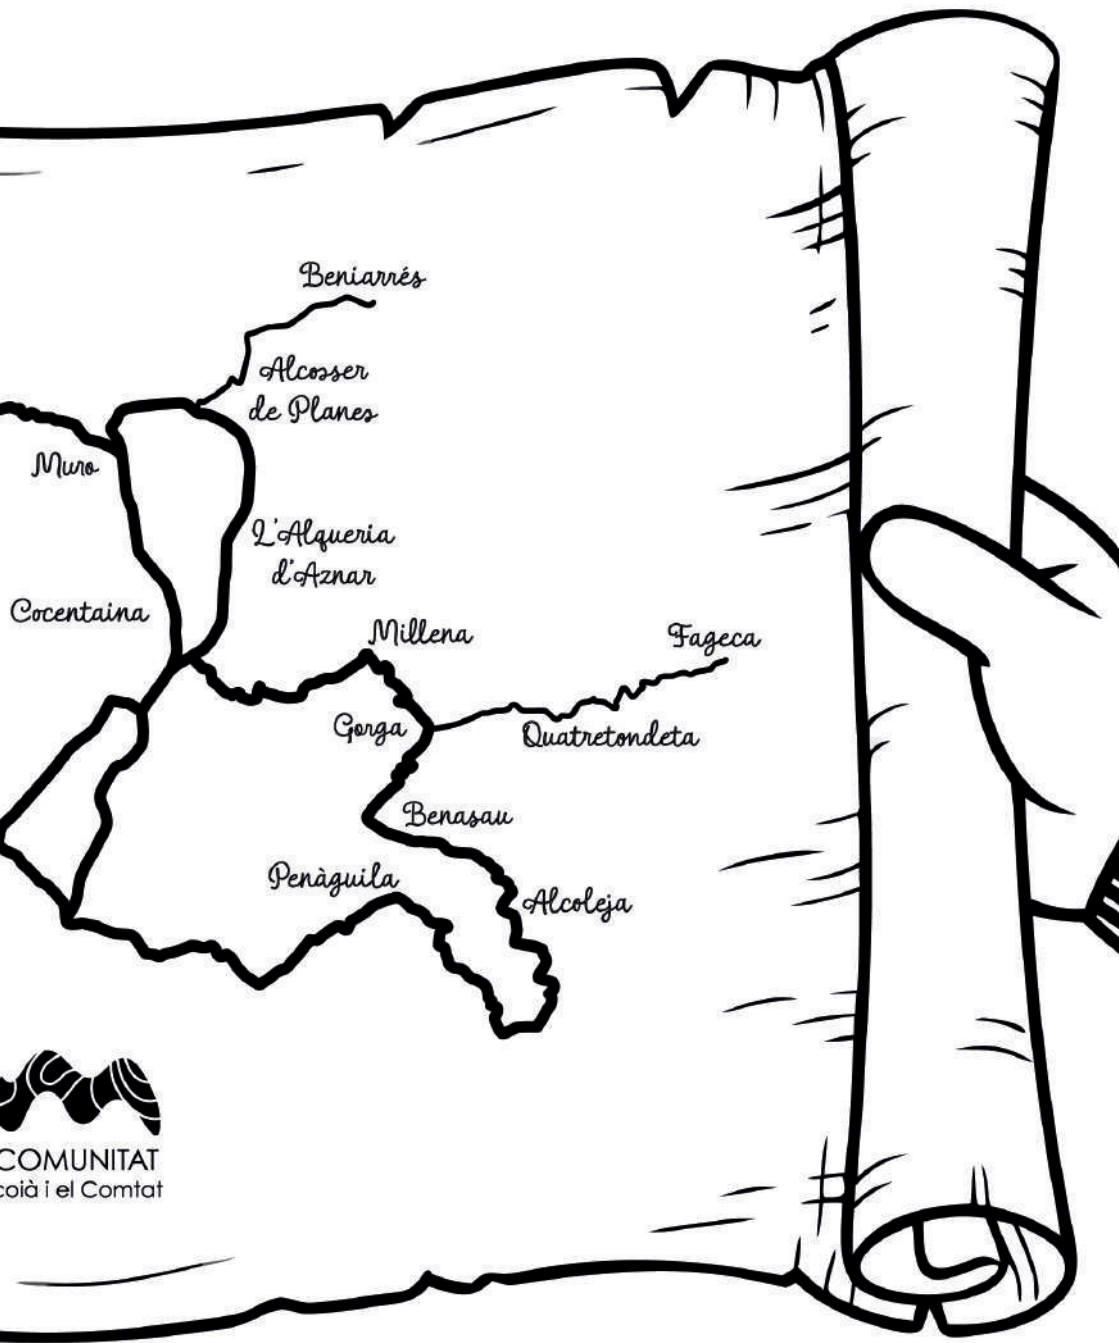 Beniarrés
Alcosser
de Planes
Muro
L'Alqueria
d'Aznar
Cocentaina
Millena
Fageca
Gorga
Quatretondeta
Benasau
Penàguila
Alcoleja
COMUNITAT
coià i el Comtat